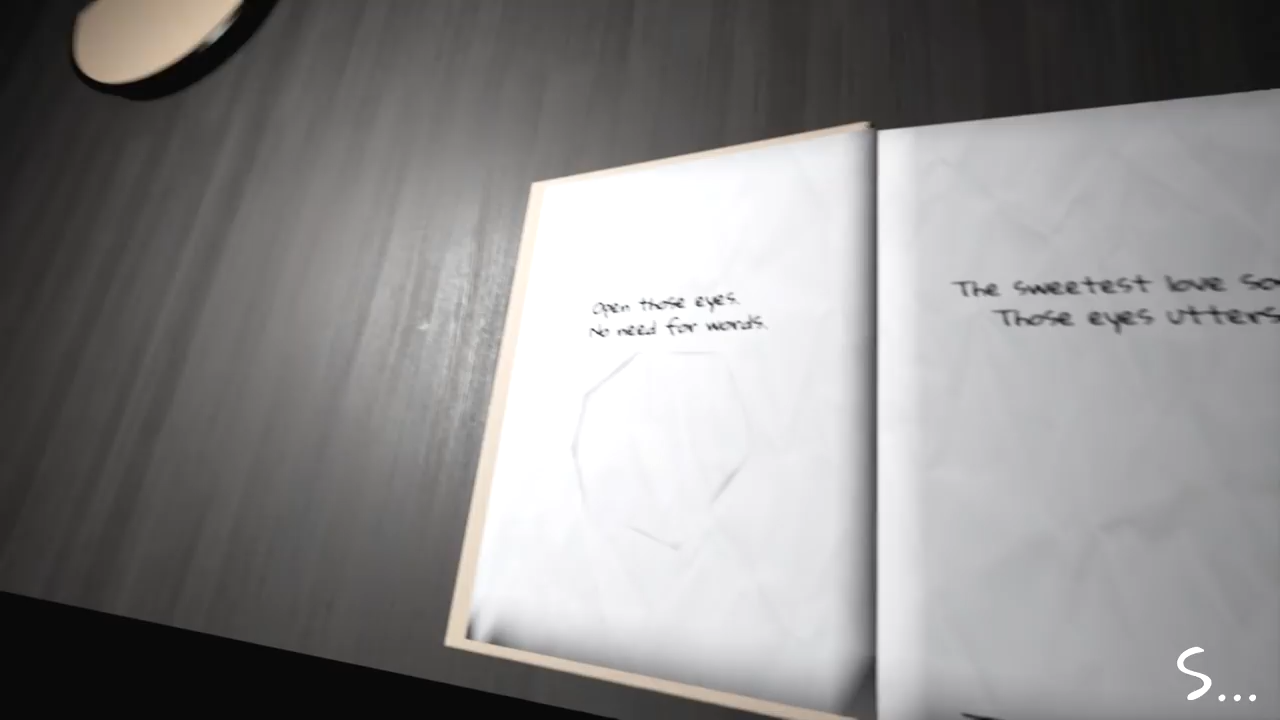 Open those eyes.
No need for words.
The sweetest love
Those eyes utters
S...